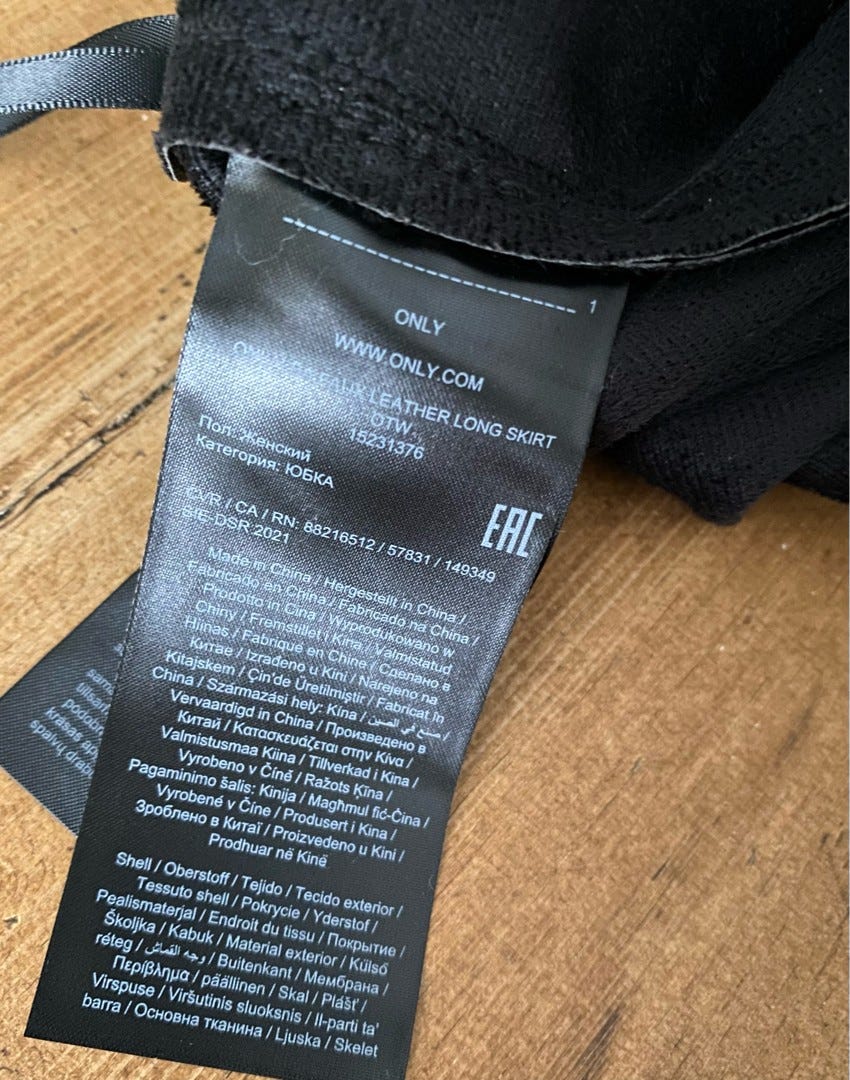 1
ONLY
WWW.ONLY.COM
FAUX LEATHER LONG SKIRT
OTW
15231376
Пол: Женский
Категория: ЮБКА
EAC
CVR / CA / RN: 88216512 / 57831 / 149349
S/E-DSR:2021
Made in China / Hergestellt in China /
Fabricado en China / Fabricado na China /
Prodotto in Cina / Wyprodukowano w
Chiny / Fremstillet i Kina / Valmistatud
Hiinas / Fabrique en Chine / Сделано в
Китае / Izrađeno u Kini / Narejeno na
Kitajskem / Çin'de Üretilmiştir / Fabricat în
China / Származási hely: Kína / صنع في الصين /
Vervaardigd in China / Произведено в
Китай / Κατασκευάζεται στην Κίνα /
Valmistusmaa Kiina / Tillverkad i Kina /
Vyrobeno v Číně / Ražots Ķīna /
Pagaminimo šalis: Kinija / Magħmul fiċ-Ċina /
Vyrobené v Číne / Produsert i Kina /
Зроблено в Китаї / Proizvedeno u Kini /
Prodhuar në Kinë
Shell / Oberstoff / Tejido / Tecido exterior /
Tessuto shell / Pokrycie / Yderstof /
Pealismaterjal / Endroit du tissu / Покрытие /
Školjka / Kabuk / Material exterior / Külső
réteg / وجه القماش / Buitenkant / Мембрана /
Περίβλημα / päällinen / Skal / Plášť /
Virspuse / Viršutinis sluoksnis / Il-parti ta'
barra / Основна тканина / Ljuska / Skelet